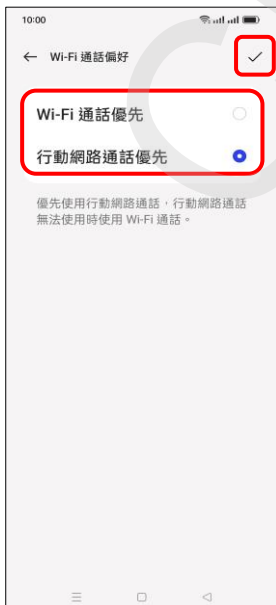 10:00
Wi-Fi 通話偏好
Wi-Fi 通話優先
行動網路通話優先
優先使用行動網路通話，行動網路通話
無法使用時使用 Wi-Fi 通話。